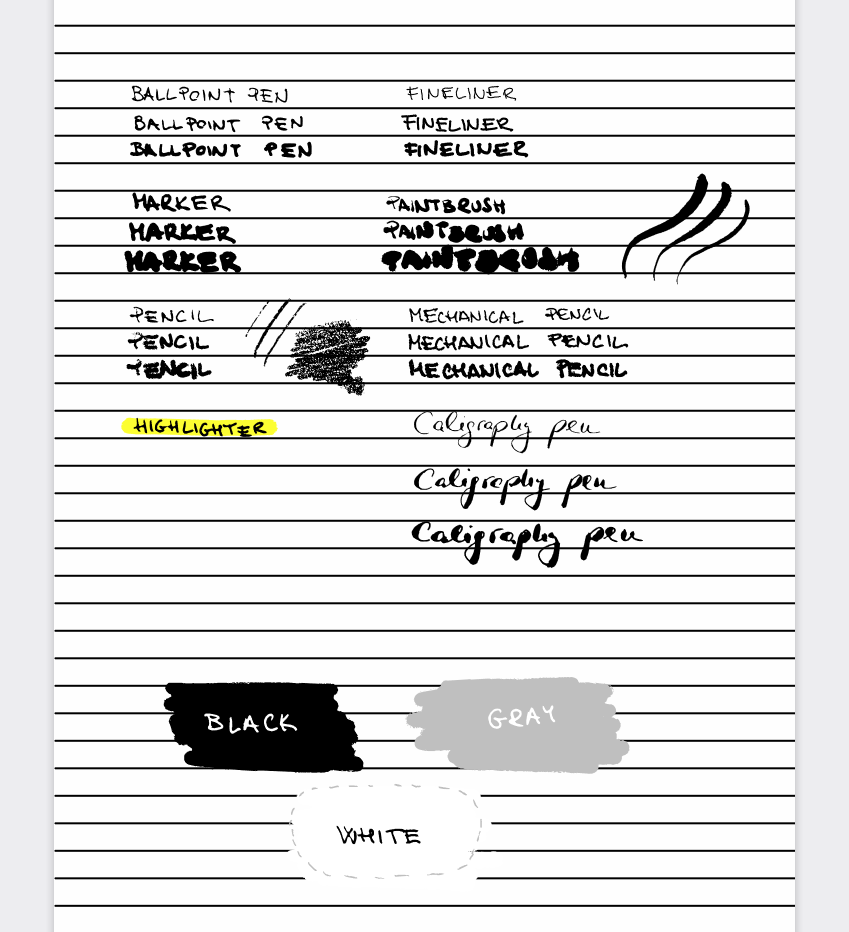 BALLPOINT PEN FINELINER
BALLPOINT PEN FINELINER
BALLPOINT PEN FINELINER
MARKER PAINTBRUSH
MARKER PAINTBRUSH
MARKER PAINTBRUSH
PENCIL MECHANICAL PENCIL
PENCIL MECHANICAL PENCIL
PENCIL MECHANICAL PENCIL
HIGHLIGHTER Caligraphy pen
Caligraphy pen
Caligraphy pen
BLACK GRAY
WHITE